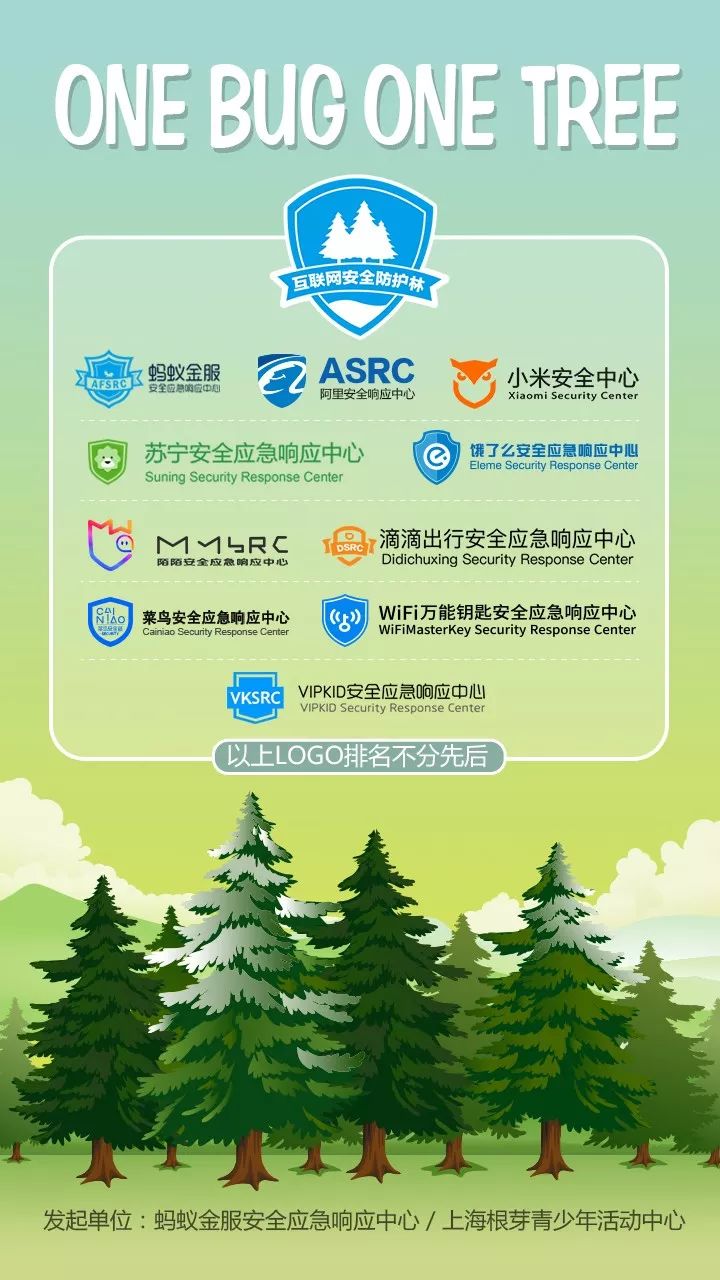 ONE BUG ONE TREE
互联网安全防护林
AFSRC
蚂蚁金服
安全应急响应中心
ASRC
阿里安全响应中心
小米安全中心
Xiaomi Security Center
苏宁安全应急响应中心
Suning Security Response Center
饿了么安全应急响应中心
Eleme Security Response Center
MMSRC
陌陌安全应急响应中心
DSRC
滴滴出行安全应急响应中心
Didichuxing Security Response Center
CAI
NIAO
菜鸟安全应急响应中心
Cainiao Security Response Center
WiFi万能钥匙安全应急响应中心
WiFiMasterKey Security Response Center
VKSRC
VIPKID安全应急响应中心
VIPKID Security Response Center
以上LOGO排名不分先后
发起单位：蚂蚁金服安全应急响应中心 / 上海根芽青少年活动中心